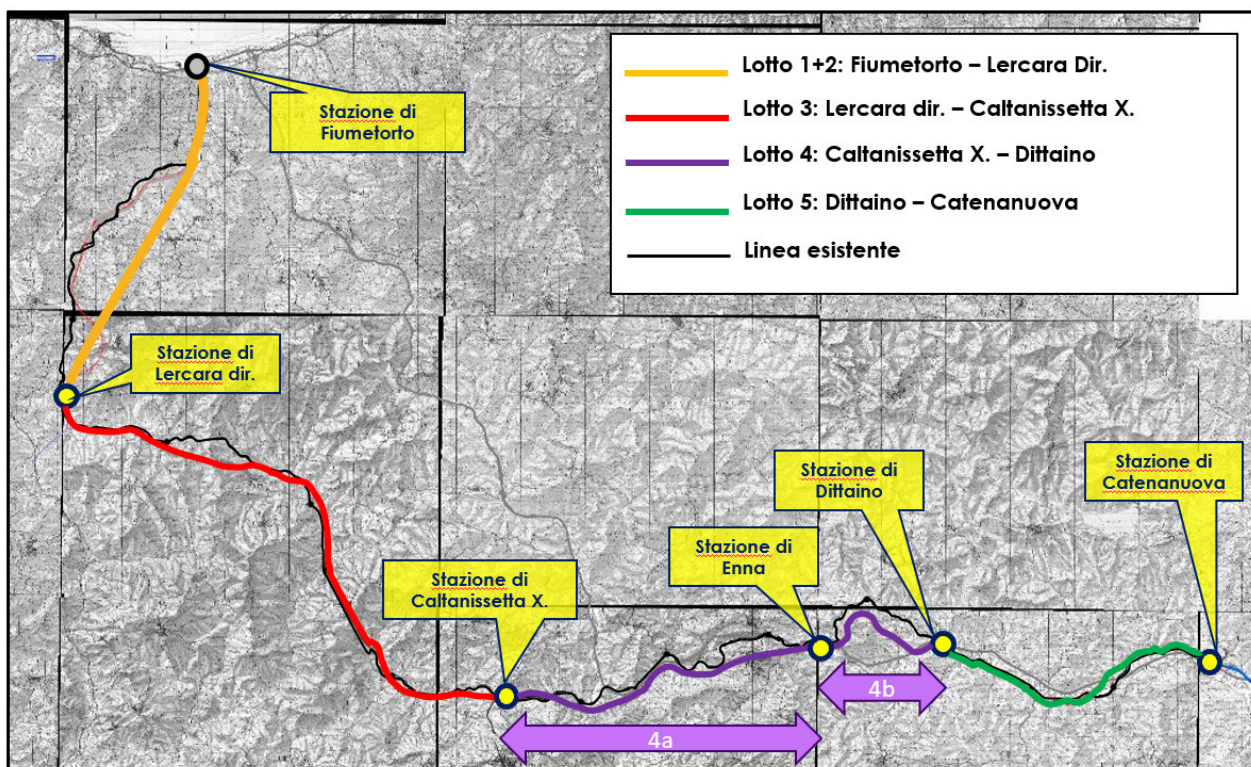 Lotto 1+2: Fiumetorto – Lercara Dir.
Lotto 3: Lercara dir. – Caltanissetta X.
Lotto 4: Caltanissetta X. – Dittaino
Lotto 5: Dittaino – Catenanuova
Linea esistente
Stazione di
Fiumetorto
Stazione di
Lercara dir.
Stazione di
Caltanissetta X.
Stazione di
Enna
Stazione di
Dittaino
Stazione di
Catenanuova
4a
4b